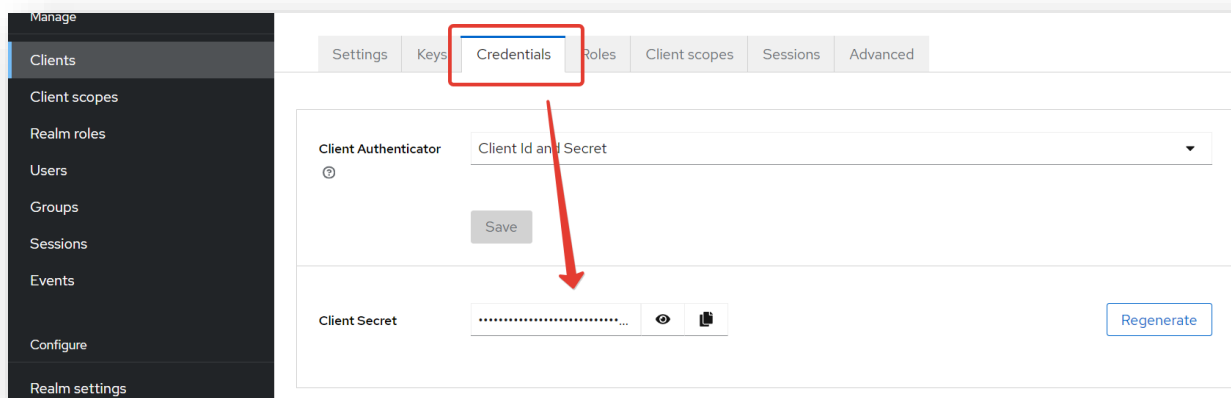 Manage
Clients
Client scopes
Realm roles
Users
Groups
Sessions
Events
Configure
Realm settings
Settings Keys Credentials Roles Client scopes Sessions Advanced
Client Authenticator Client Id and Secret
Save
Client Secret ••••••••••••••••••••••••••••... Regenerate